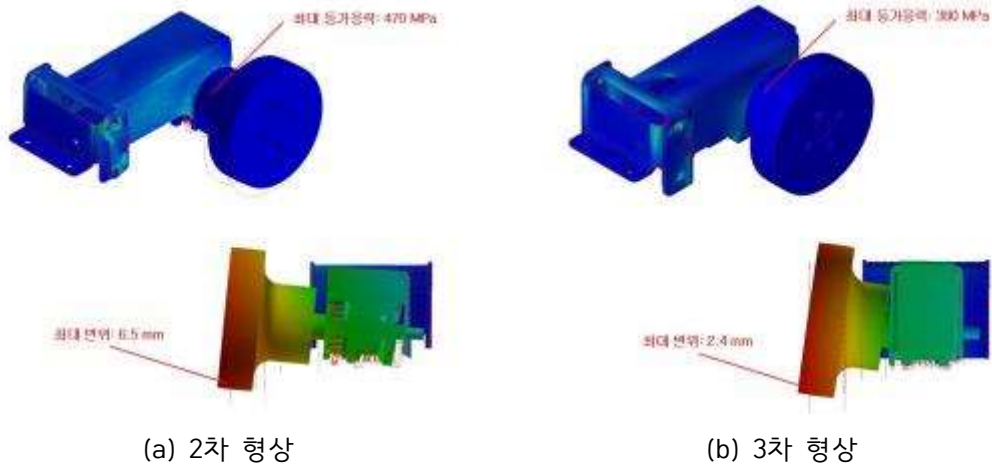 최대 등가응력: 470 MPa
최대 등가응력: 380 MPa
최대 변위: 6.5 mm
최대 변위: 2.4 mm
(a) 2차 형상
(b) 3차 형상